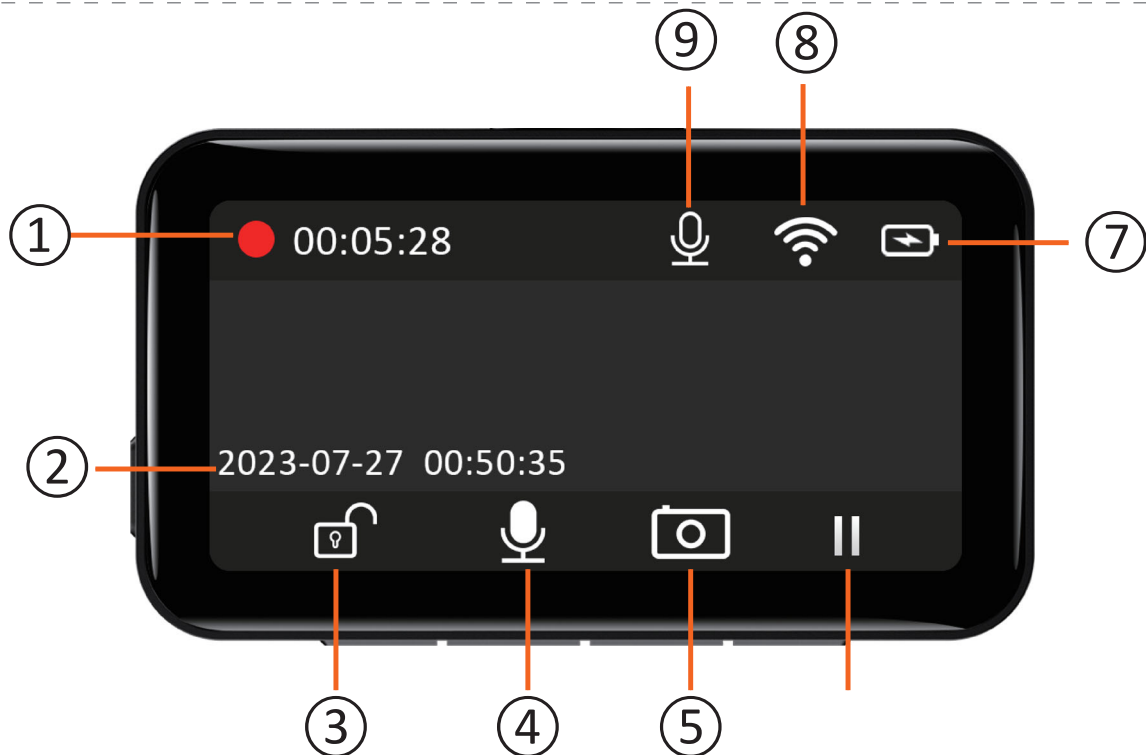 ⑨ ⑧
① 00:05:28 ⑦
② 2023-07-27 00:50:35
③ ④ ⑤